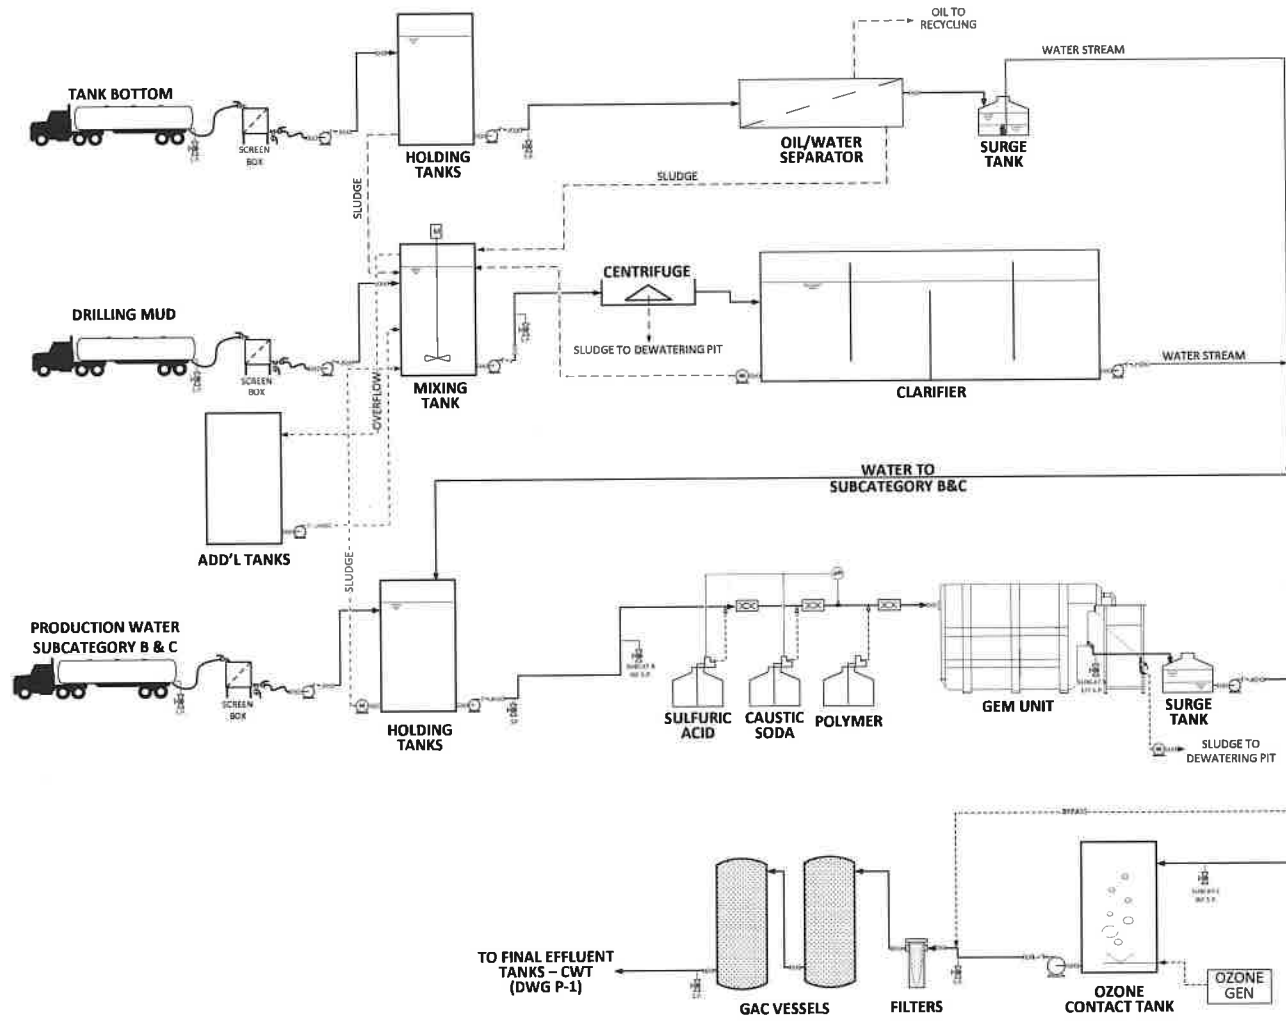 OIL TO
RECYCLING
WATER STREAM
TANK BOTTOM
SCREEN
BOX
HOLDING
TANKS
OIL/WATER
SEPARATOR
SURGE
TANK
SLUDGE
SLUDGE
M
CENTRIFUGE
DRILLING MUD
SLUDGE TO DEWATERING PIT
WATER STREAM
SCREEN
BOX
MIXING
TANK
CLARIFIER
OVERFLOW
WATER TO
SUBCATEGORY B&C
ADD'L TANKS
SLUDGE
PRODUCTION WATER
SUBCATEGORY B & C
SCREEN
BOX
HOLDING
TANKS
SULFURIC
ACID
CAUSTIC
SODA
POLYMER
GEM UNIT
SURGE
TANK
SLUDGE TO
DEWATERING PIT
BYPASS
TO FINAL EFFLUENT
TANKS – CWT
(DWG P-1)
GAC VESSELS
FILTERS
OZONE
CONTACT TANK
OZONE
GEN